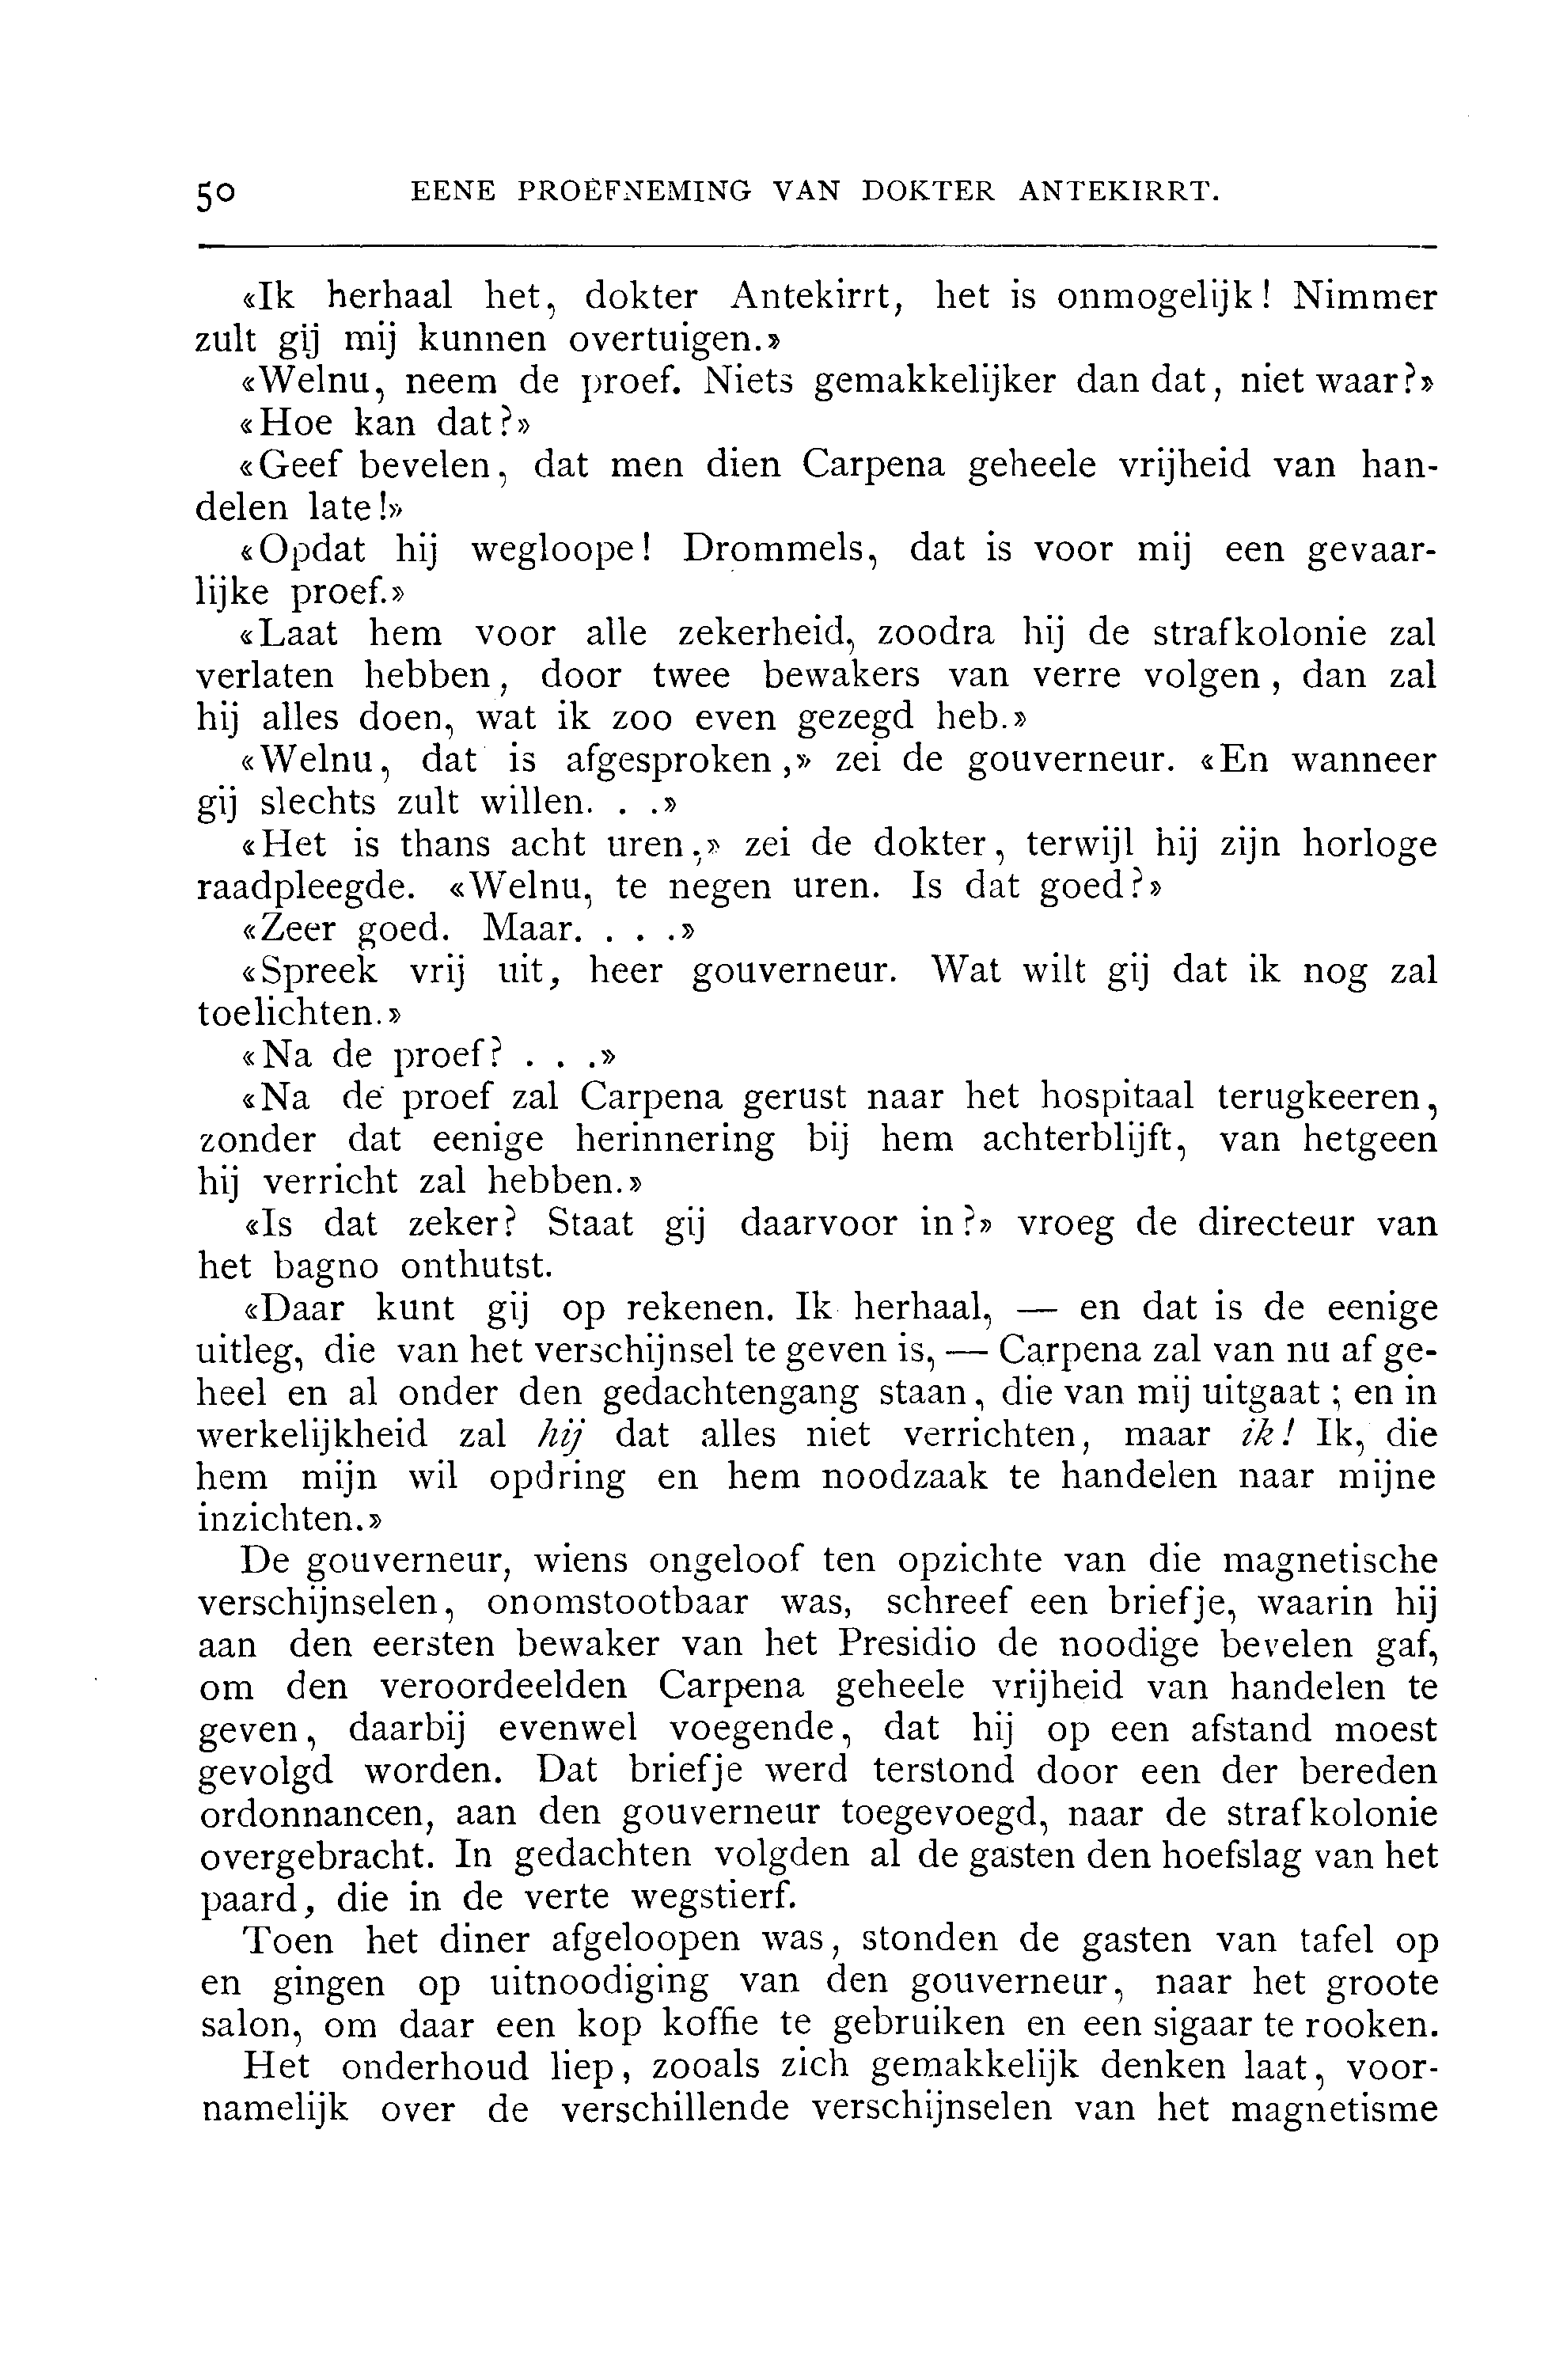 50 EENE PROEFNEMING VAN DOKTER ANTEKIRRT.
«Ik herhaal het, dokter Antekirrt, het is onmogelijk! Nimmer
zult gij mij kunnen overtuigen.»
«Welnu, neem de proef. Niets gemakkelijker dan dat, niet waar?»
«Hoe kan dat?»
«Geef bevelen, dat men dien Carpena geheele vrijheid van han-
delen late!»
«Opdat hij wegloope! Drommels, dat is voor mij een gevaar-
lijke proef.»
«Laat hem voor alle zekerheid, zoodra hij de strafkolonie zal
verlaten hebben, door twee bewakers van verre volgen, dan zal
hij alles doen, wat ik zoo even gezegd heb.»
«Welnu, dat is afgesproken,» zei de gouverneur. «En wanneer
gij slechts zult willen. . .»
«Het is thans acht uren,» zei de dokter, terwijl hij zijn horloge
raadpleegde. «Welnu, te negen uren. Is dat goed?»
«Zeer goed. Maar. . . .»
«Spreek vrij uit, heer gouverneur. Wat wilt gij dat ik nog zal
toelichten.»
«Na de proef? . . .»
«Na de proef zal Carpena gerust naar het hospitaal terugkeeren,
zonder dat eenige herinnering bij hem achterblijft, van hetgeen
hij verricht zal hebben.»
«Is dat zeker? Staat gij daarvoor in?» vroeg de directeur van
het bagno onthutst.
«Daar kunt gij op rekenen. Ik herhaal, — en dat is de eenige
uitleg, die van het verschijnsel te geven is, — Carpena zal van nu af ge-
heel en al onder den gedachtengang staan, die van mij uitgaat; en in
werkelijkheid zal hij dat alles niet verrichten, maar ik! Ik, die
hem mijn wil opdring en hem noodzaak te handelen naar mijne
inzichten.»
De gouverneur, wiens ongeloof ten opzichte van die magnetische
verschijnselen, onomstootbaar was, schreef een briefje, waarin hij
aan den eersten bewaker van het Presidio de noodige bevelen gaf,
om den veroordeelden Carpena geheele vrijheid van handelen te
geven, daarbij evenwel voegende, dat hij op een afstand moest
gevolgd worden. Dat briefje werd terstond door een der bereden
ordonnancen, aan den gouverneur toegevoegd, naar de strafkolonie
overgebracht. In gedachten volgden al de gasten den hoefslag van het
paard, die in de verte wegstierf.
Toen het diner afgeloopen was, stonden de gasten van tafel op
en gingen op uitnoodiging van den gouverneur, naar het groote
salon, om daar een kop koffie te gebruiken en een sigaar te rooken.
Het onderhoud liep, zooals zich gemakkelijk denken laat, voor-
namelijk over de verschillende verschijnselen van het magnetisme